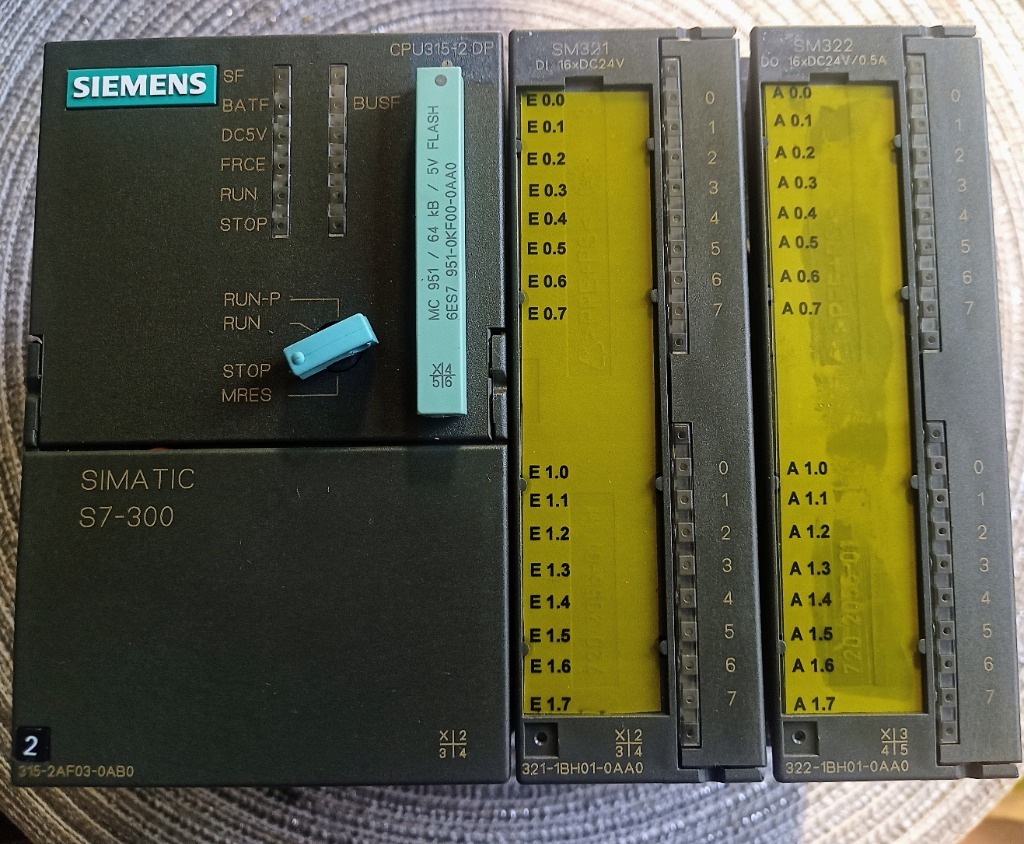 SIEMENS
CPU315-2 DP
SF
BATF
BUSF
DC5V
FRCE
RUN
STOP
RUN-P
RUN
STOP
MRES
MC 951 / 64 kB / 5V FLASH
6ES7 951-0KF00-0AA0
X 4
5 6
SIMATIC
S7-300
2
X 2
3 4
315-2AF03-0AB0
SM321
DI 16xDC24V
E 0.0
E 0.1
E 0.2
E 0.3
E 0.4
E 0.5
E 0.6
E 0.7
E 1.0
E 1.1
E 1.2
E 1.3
E 1.4
E 1.5
E 1.6
E 1.7
0
1
2
3
4
5
6
7
0
1
2
3
4
5
6
7
X 2
3 4
321-1BH01-0AA0
SM322
DO 16xDC24V/0.5A
A 0.0
A 0.1
A 0.2
A 0.3
A 0.4
A 0.5
A 0.6
A 0.7
A 1.0
A 1.1
A 1.2
A 1.3
A 1.4
A 1.5
A 1.6
A 1.7
0
1
2
3
4
5
6
7
0
1
2
3
4
5
6
7
X 3
4 5
322-1BH01-0AA0